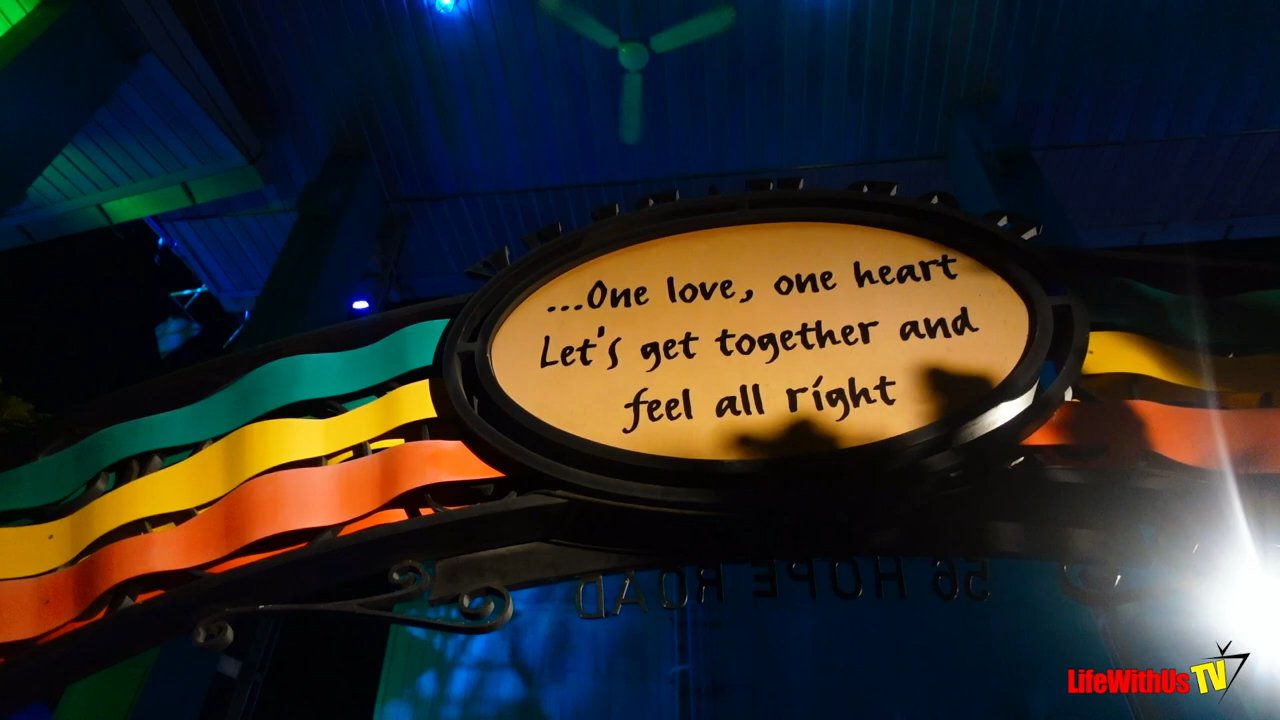 ...One love, one heart
Let's get together and
feel all right
56 HOPE ROAD
LifeWithUs TV